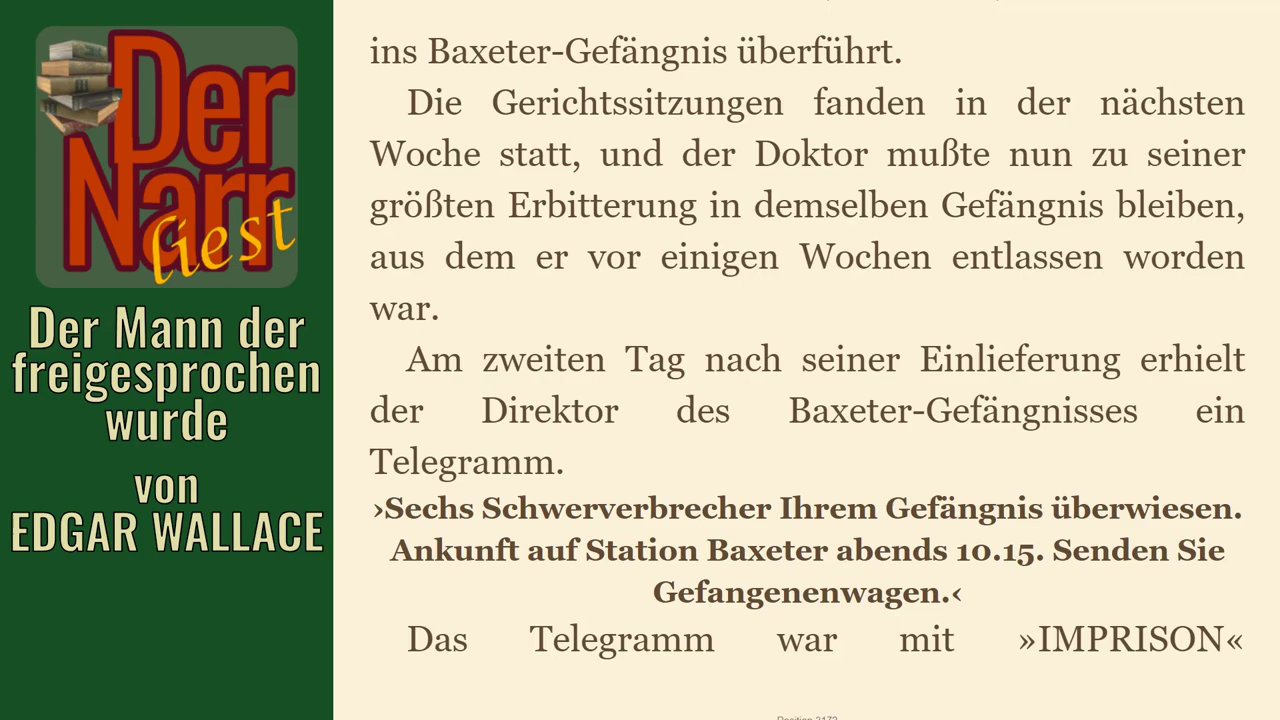 Der
Narr
liest
Der Mann der
freigesprochen
wurde
von
EDGAR WALLACE
ins Baxeter-Gefängnis überführt.
Die Gerichtssitzungen fanden in der nächsten
Woche statt, und der Doktor mußte nun zu seiner
größten Erbitterung in demselben Gefängnis bleiben,
aus dem er vor einigen Wochen entlassen worden
war.
Am zweiten Tag nach seiner Einlieferung erhielt
der Direktor des Baxeter-Gefängnisses ein
Telegramm.
›Sechs Schwerverbrecher Ihrem Gefängnis überwiesen.
Ankunft auf Station Baxeter abends 10.15. Senden Sie
Gefangenenwagen.‹
Das Telegramm war mit »IMPRISON«